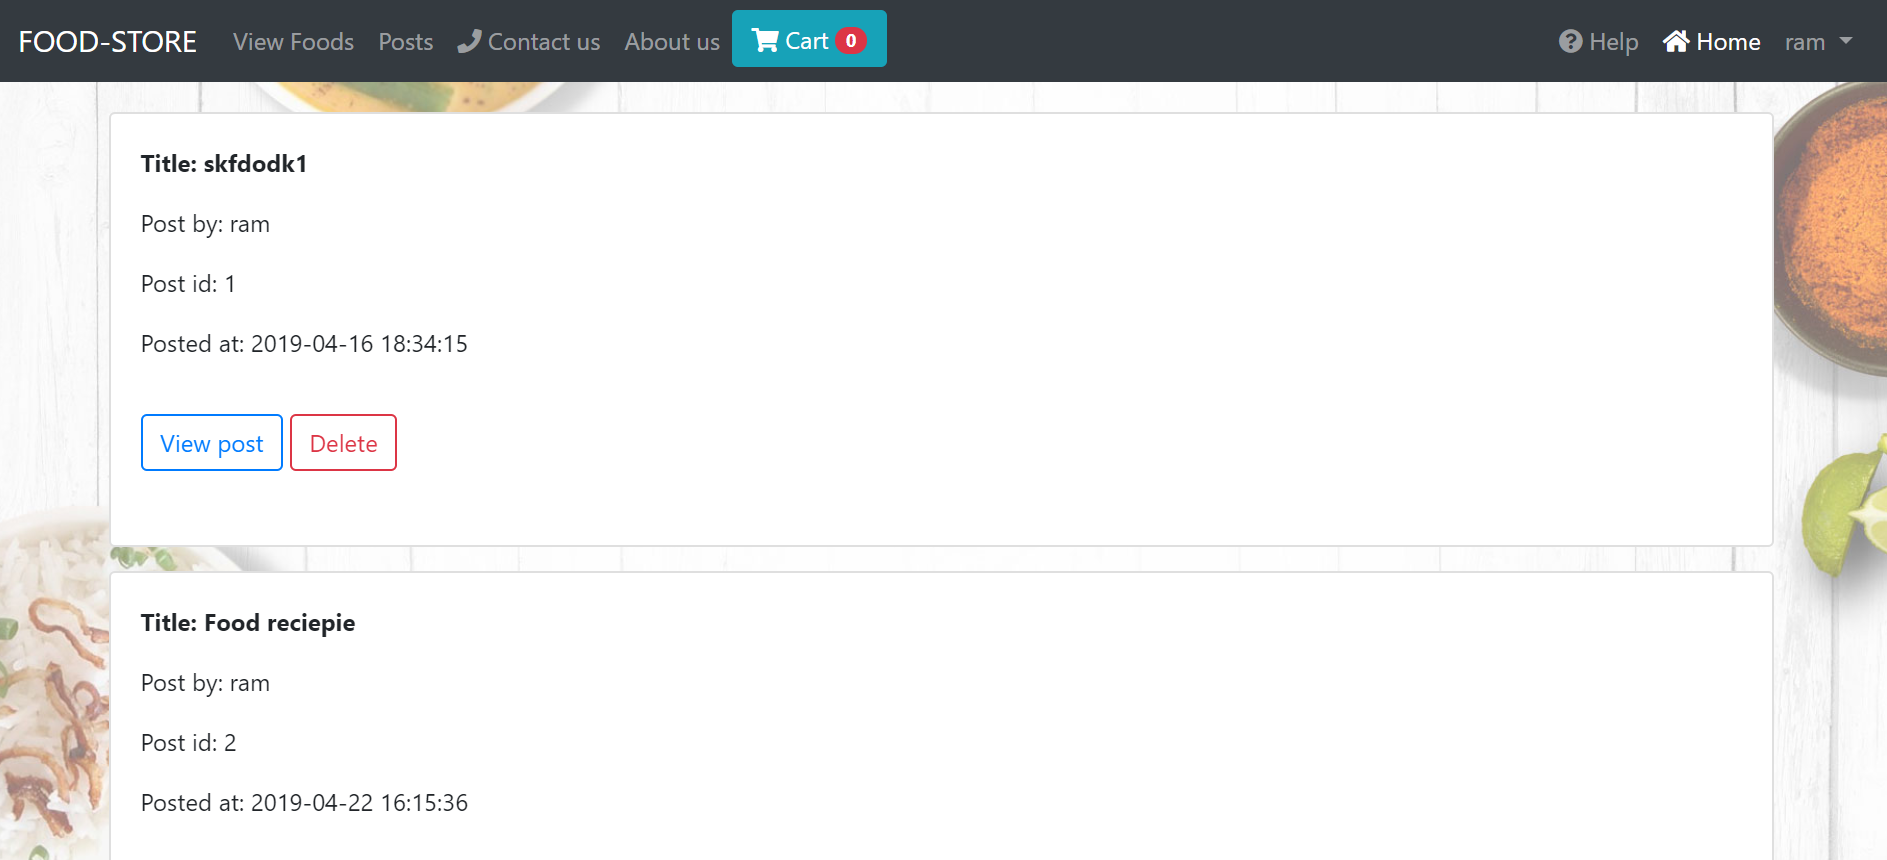 FOOD-STORE View Foods Posts Contact us About us Cart 0 Help Home ram
Title: skfdodk1
Post by: ram
Post id: 1
Posted at: 2019-04-16 18:34:15
View post Delete
Title: Food reciepie
Post by: ram
Post id: 2
Posted at: 2019-04-22 16:15:36